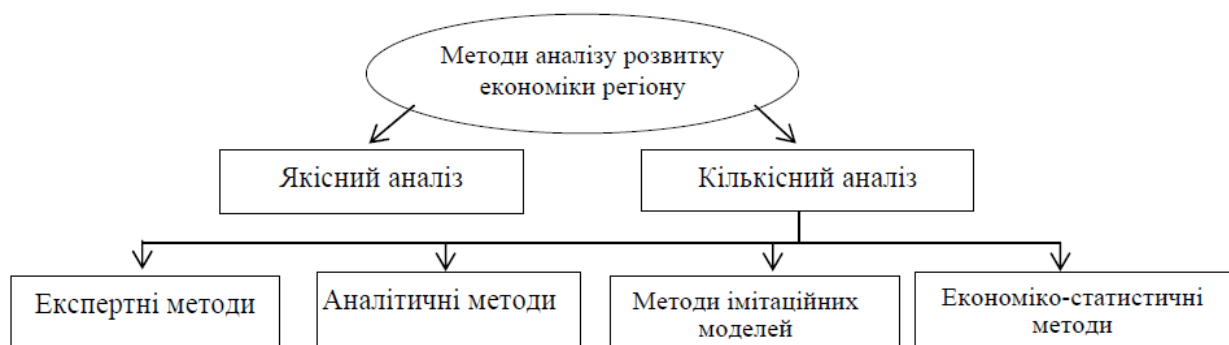 Методи аналізу розвитку
економіки регіону
Якісний аналіз
Кількісний аналіз
Експертні методи
Аналітичні методи
Методи імітаційних
моделей
Економіко-статистичні
методи